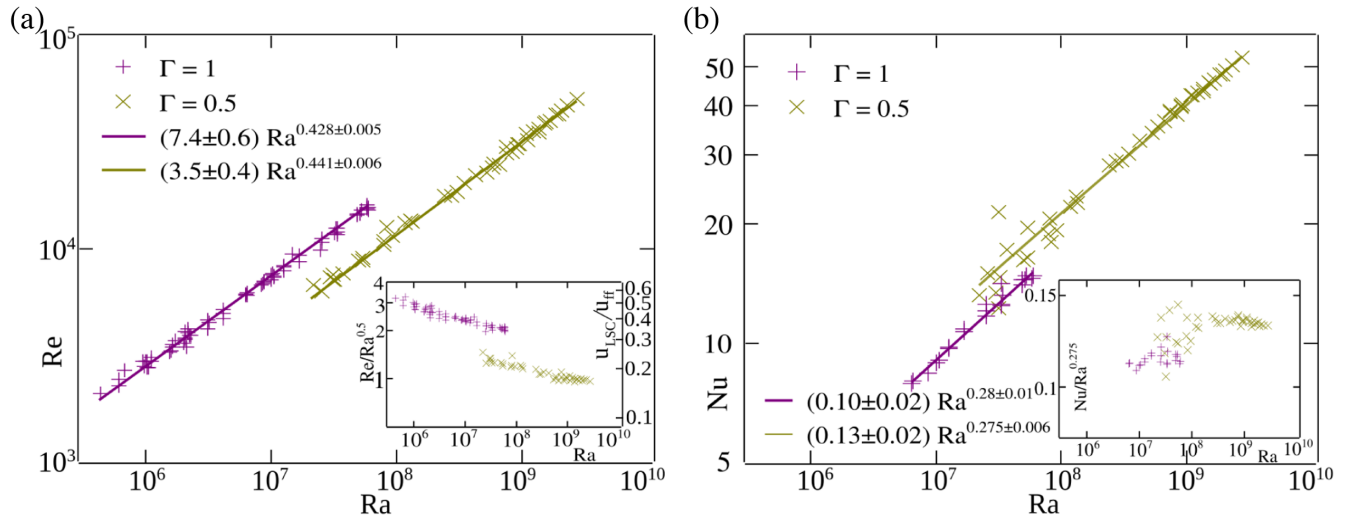 (a)
10^5
Re
Γ = 1
Γ = 0.5
(7.4±0.6) Ra^0.428±0.005
(3.5±0.4) Ra^0.441±0.006
10^4
10^3
10^6
10^7
10^8
10^9
10^10
Ra
Re
4
3
2
1
Re/Ra^0.5
0.6
0.5
0.4
0.3
0.2
0.1
u_LSC/u_ff
10^6
10^7
10^8
10^9
10^10
Ra
(b)
50
40
30
20
10
5
Nu
Γ = 1
Γ = 0.5
(0.10±0.02) Ra^0.28±0.01
(0.13±0.02) Ra^0.275±0.006
10^6
10^7
10^8
10^9
10^10
Ra
0.15
0.1
Nu/Ra^0.275
10^6
10^7
10^8
10^9
10^10
Ra